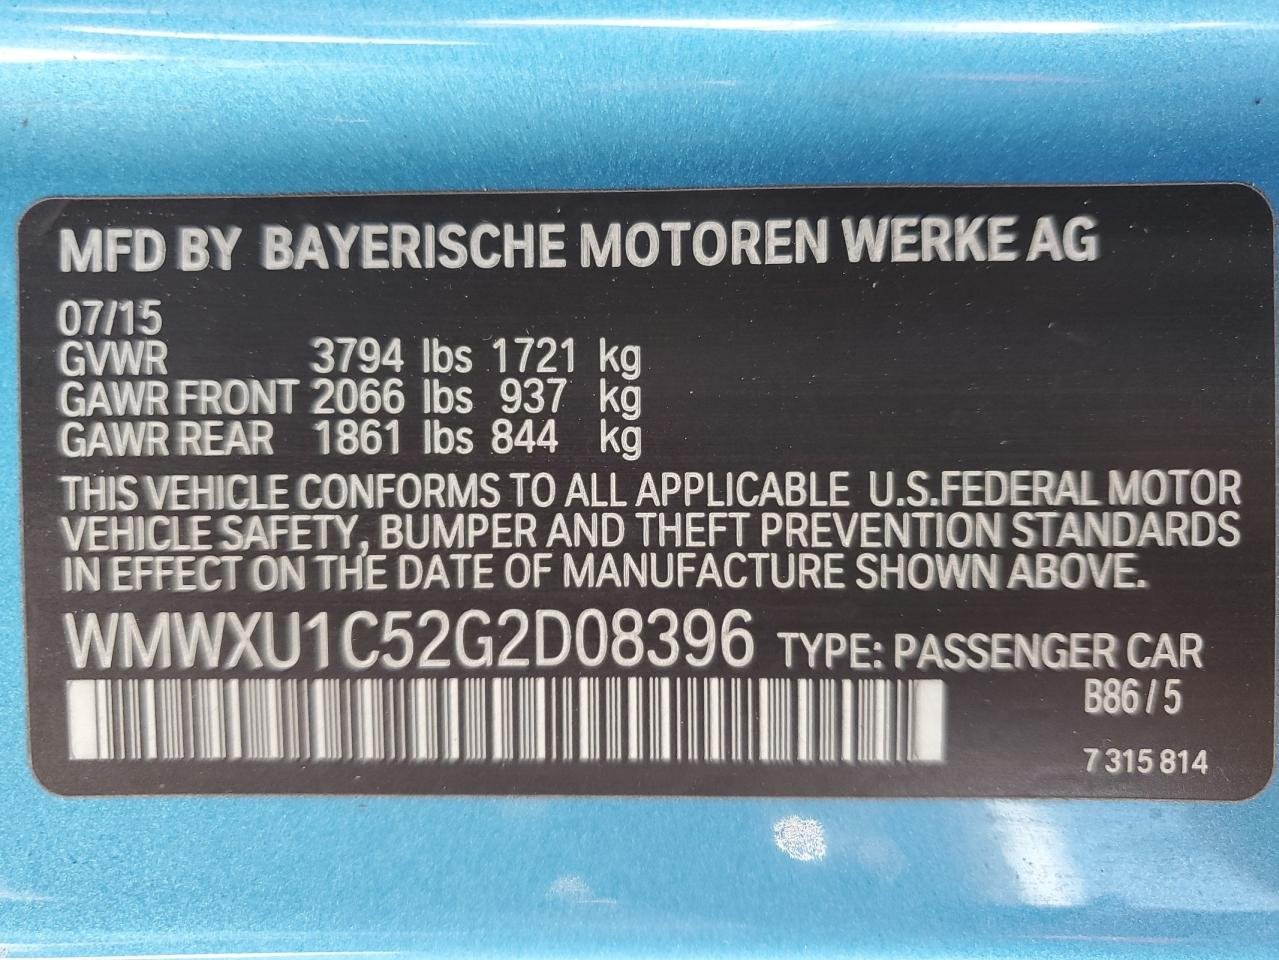 MFD BY BAYERISCHE MOTOREN WERKE AG
07/15
GVWR 3794 lbs 1721 kg
GAWR FRONT 2066 lbs 937 kg
GAWR REAR 1861 lbs 844 kg
THIS VEHICLE CONFORMS TO ALL APPLICABLE U.S.FEDERAL MOTOR
VEHICLE SAFETY, BUMPER AND THEFT PREVENTION STANDARDS
IN EFFECT ON THE DATE OF MANUFACTURE SHOWN ABOVE.
WMWXU1C52G2D08396 TYPE: PASSENGER CAR
B86/5
7 315 814